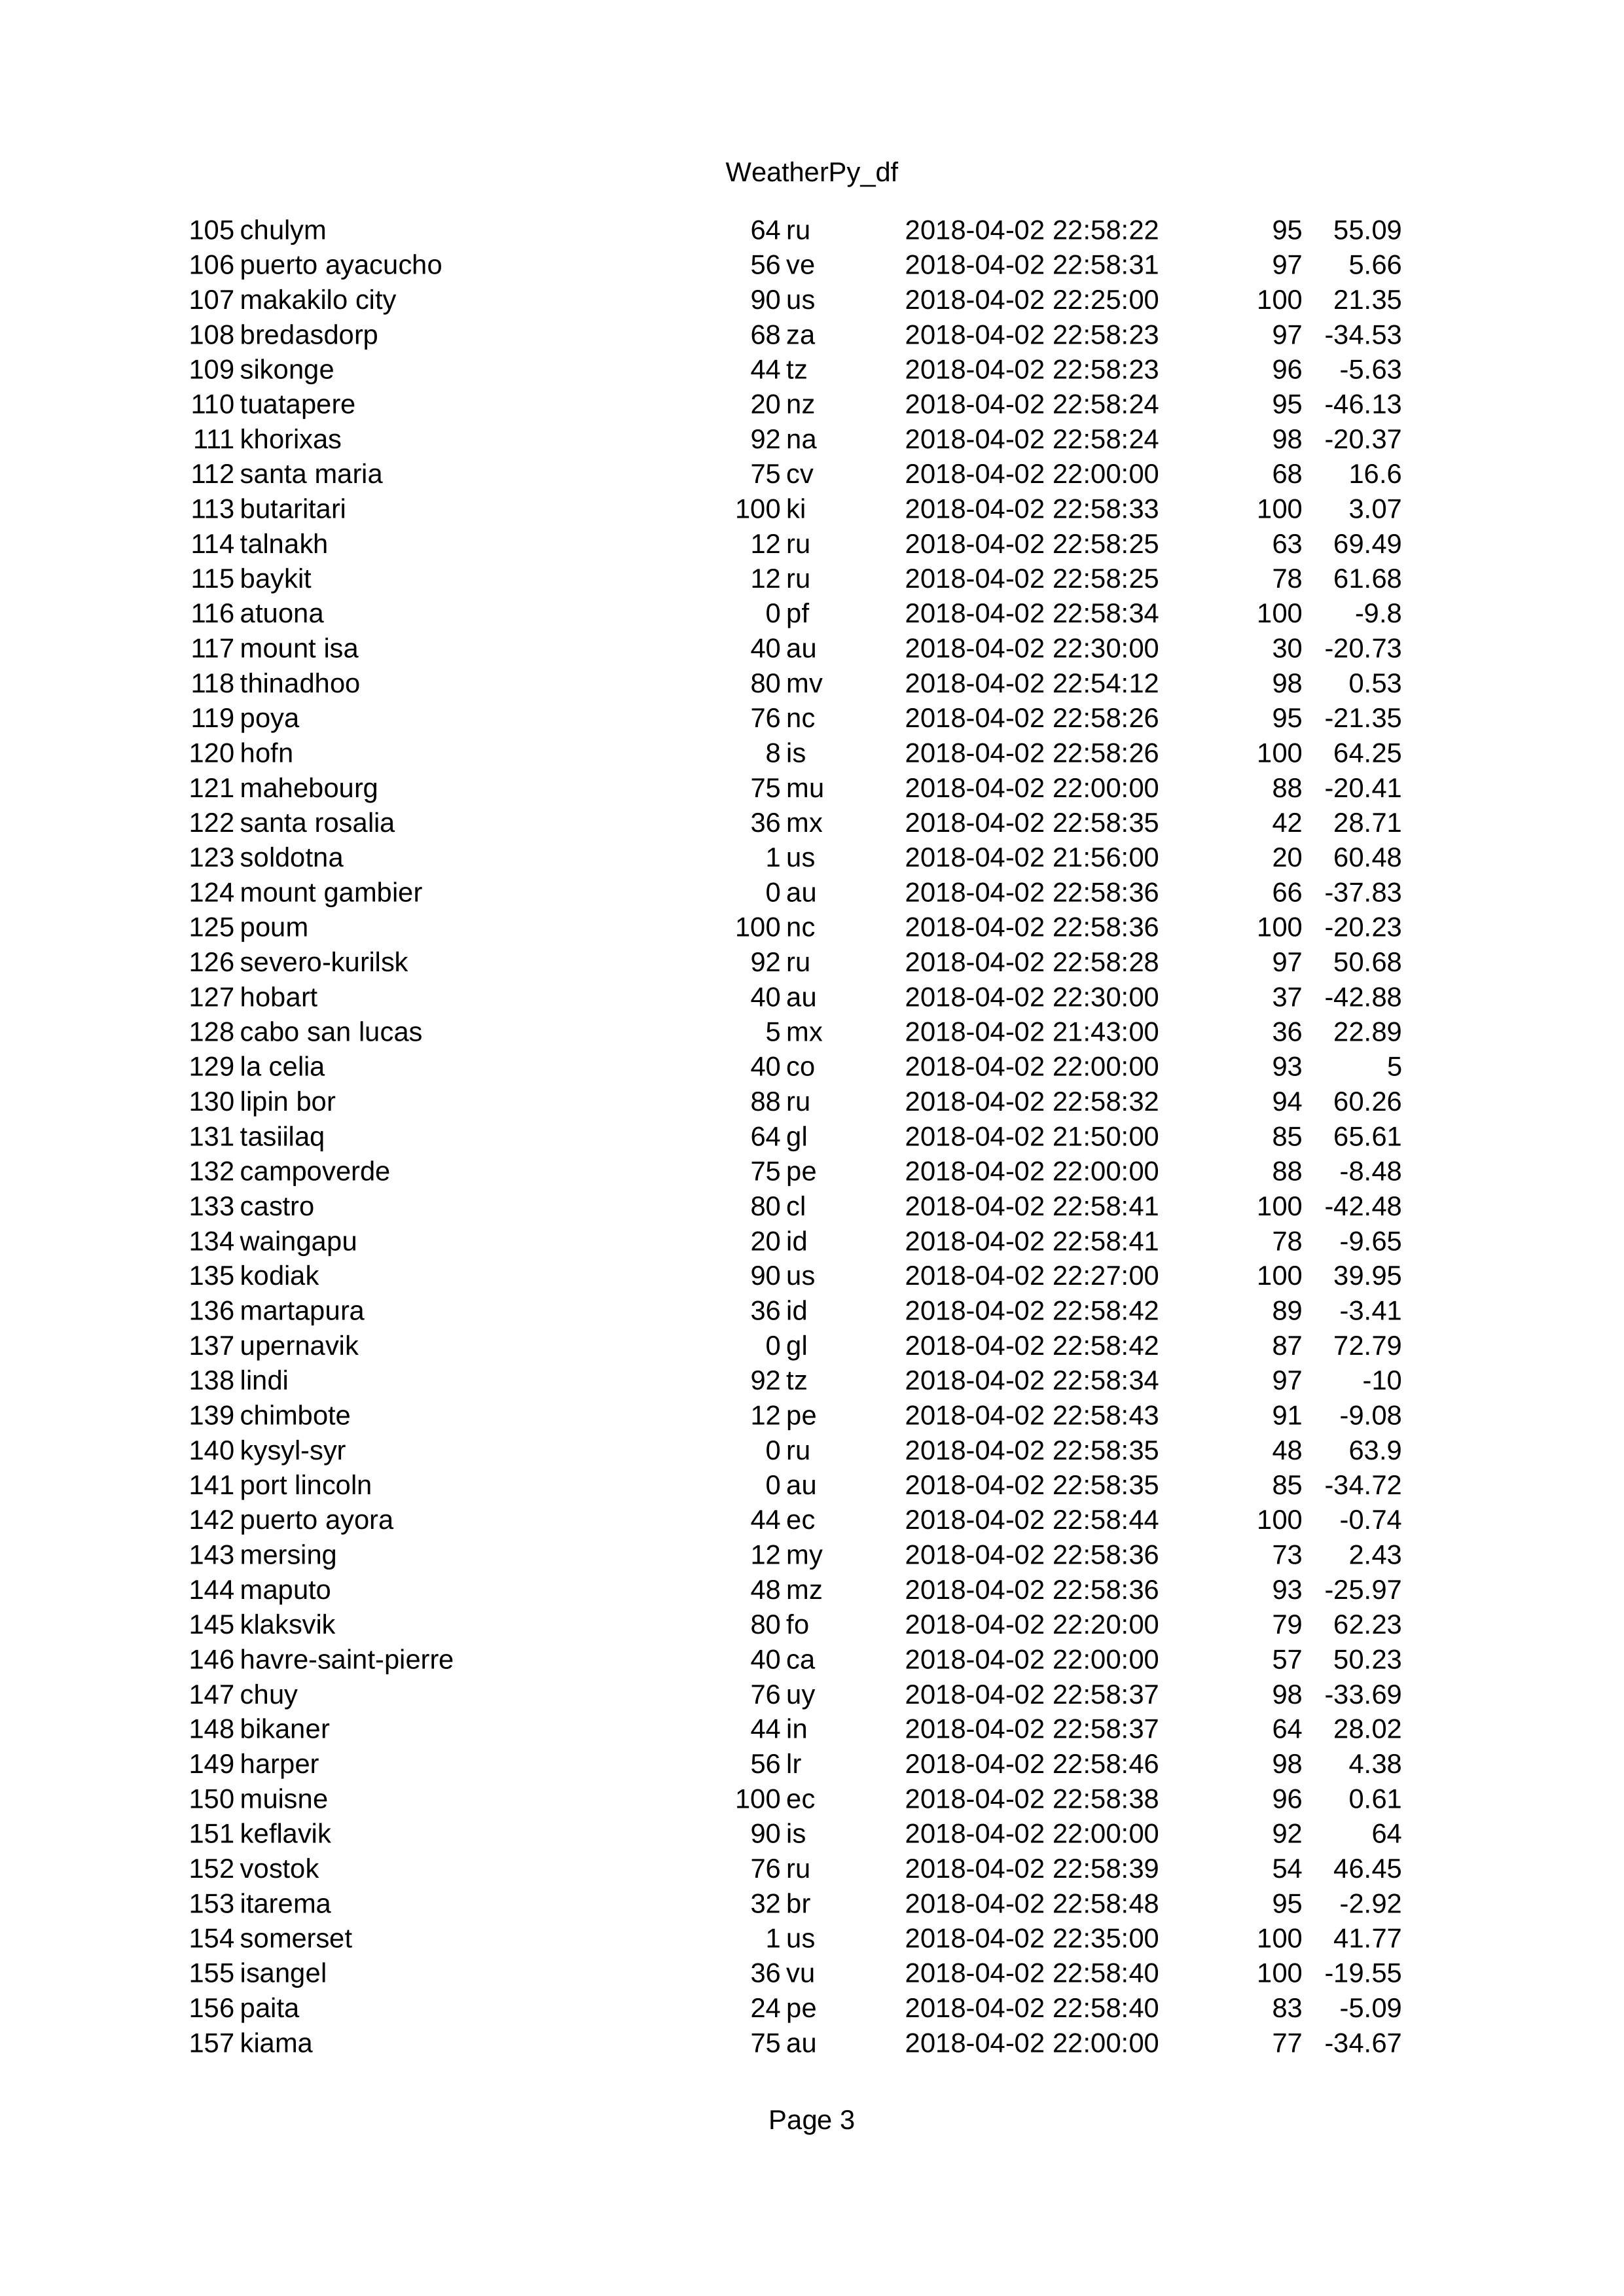 WeatherPy_df
105 chulym 64 ru 2018-04-02 22:58:22 95 55.09
106 puerto ayacucho 56 ve 2018-04-02 22:58:31 97 5.66
107 makakilo city 90 us 2018-04-02 22:25:00 100 21.35
108 bredasdorp 68 za 2018-04-02 22:58:23 97 -34.53
109 sikonge 44 tz 2018-04-02 22:58:23 96 -5.63
110 tuatapere 20 nz 2018-04-02 22:58:24 95 -46.13
111 khorixas 92 na 2018-04-02 22:58:24 98 -20.37
112 santa maria 75 cv 2018-04-02 22:00:00 68 16.6
113 butaritari 100 ki 2018-04-02 22:58:33 100 3.07
114 talnakh 12 ru 2018-04-02 22:58:25 63 69.49
115 baykit 12 ru 2018-04-02 22:58:25 78 61.68
116 atuona 0 pf 2018-04-02 22:58:34 100 -9.8
117 mount isa 40 au 2018-04-02 22:30:00 30 -20.73
118 thinadhoo 80 mv 2018-04-02 22:54:12 98 0.53
119 poya 76 nc 2018-04-02 22:58:26 95 -21.35
120 hofn 8 is 2018-04-02 22:58:26 100 64.25
121 mahebourg 75 mu 2018-04-02 22:00:00 88 -20.41
122 santa rosalia 36 mx 2018-04-02 22:58:35 42 28.71
123 soldotna 1 us 2018-04-02 21:56:00 20 60.48
124 mount gambier 0 au 2018-04-02 22:58:36 66 -37.83
125 poum 100 nc 2018-04-02 22:58:36 100 -20.23
126 severo-kurilsk 92 ru 2018-04-02 22:58:28 97 50.68
127 hobart 40 au 2018-04-02 22:30:00 37 -42.88
128 cabo san lucas 5 mx 2018-04-02 21:43:00 36 22.89
129 la celia 40 co 2018-04-02 22:00:00 93 5
130 lipin bor 88 ru 2018-04-02 22:58:32 94 60.26
131 tasiilaq 64 gl 2018-04-02 21:50:00 85 65.61
132 campoverde 75 pe 2018-04-02 22:00:00 88 -8.48
133 castro 80 cl 2018-04-02 22:58:41 100 -42.48
134 waingapu 20 id 2018-04-02 22:58:41 78 -9.65
135 kodiak 90 us 2018-04-02 22:27:00 100 39.95
136 martapura 36 id 2018-04-02 22:58:42 89 -3.41
137 upernavik 0 gl 2018-04-02 22:58:42 87 72.79
138 lindi 92 tz 2018-04-02 22:58:34 97 -10
139 chimbote 12 pe 2018-04-02 22:58:43 91 -9.08
140 kysyl-syr 0 ru 2018-04-02 22:58:35 48 63.9
141 port lincoln 0 au 2018-04-02 22:58:35 85 -34.72
142 puerto ayora 44 ec 2018-04-02 22:58:44 100 -0.74
143 mersing 12 my 2018-04-02 22:58:36 73 2.43
144 maputo 48 mz 2018-04-02 22:58:36 93 -25.97
145 klaksvik 80 fo 2018-04-02 22:20:00 79 62.23
146 havre-saint-pierre 40 ca 2018-04-02 22:00:00 57 50.23
147 chuy 76 uy 2018-04-02 22:58:37 98 -33.69
148 bikaner 44 in 2018-04-02 22:58:37 64 28.02
149 harper 56 lr 2018-04-02 22:58:46 98 4.38
150 muisne 100 ec 2018-04-02 22:58:38 96 0.61
151 keflavik 90 is 2018-04-02 22:00:00 92 64
152 vostok 76 ru 2018-04-02 22:58:39 54 46.45
153 itarema 32 br 2018-04-02 22:58:48 95 -2.92
154 somerset 1 us 2018-04-02 22:35:00 100 41.77
155 isangel 36 vu 2018-04-02 22:58:40 100 -19.55
156 paita 24 pe 2018-04-02 22:58:40 83 -5.09
157 kiama 75 au 2018-04-02 22:00:00 77 -34.67
Page 3